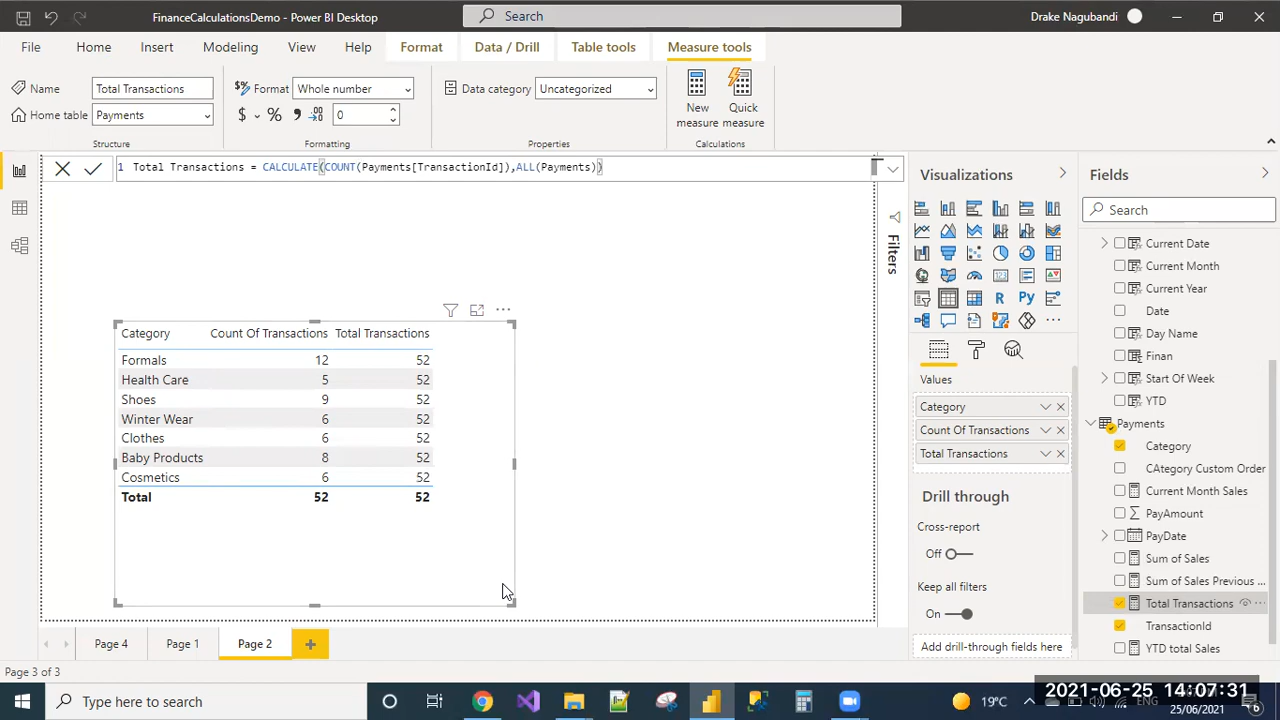 FinanceCalculationsDemo - Power BI Desktop
Search
Drake Nagubandi
File
Home
Insert
Modeling
View
Help
Format
Data / Drill
Table tools
Measure tools
Name
Total Transactions
Format
Whole number
Data category
Uncategorized
New
measure
Quick
measure
Home table
Payments
$
%
0
Structure
Formatting
Properties
Calculations
1 Total Transactions = CALCULATE(COUNT(Payments[TransactionId]),ALL(Payments))
Category Count Of Transactions Total Transactions
Formals 12 52
Health Care 5 52
Shoes 9 52
Winter Wear 6 52
Clothes 6 52
Baby Products 8 52
Cosmetics 6 52
Total 52 52
Filters
Visualizations
R
Py
Values
Category
Count Of Transactions
Total Transactions
Drill through
Cross-report
Off
Keep all filters
On
Add drill-through fields here
Fields
Search
Current Date
Current Month
Current Year
Date
Day Name
Finan
Start Of Week
YTD
Payments
Category
CAtegory Custom Order
Current Month Sales
PayAmount
PayDate
Sum of Sales
Sum of Sales Previous ...
Total Transactions
TransactionId
YTD total Sales
Page 4
Page 1
Page 2
Page 3 of 3
Type here to search
19°C
ENG
2021-06-25 14:07:31
25/06/2021
6